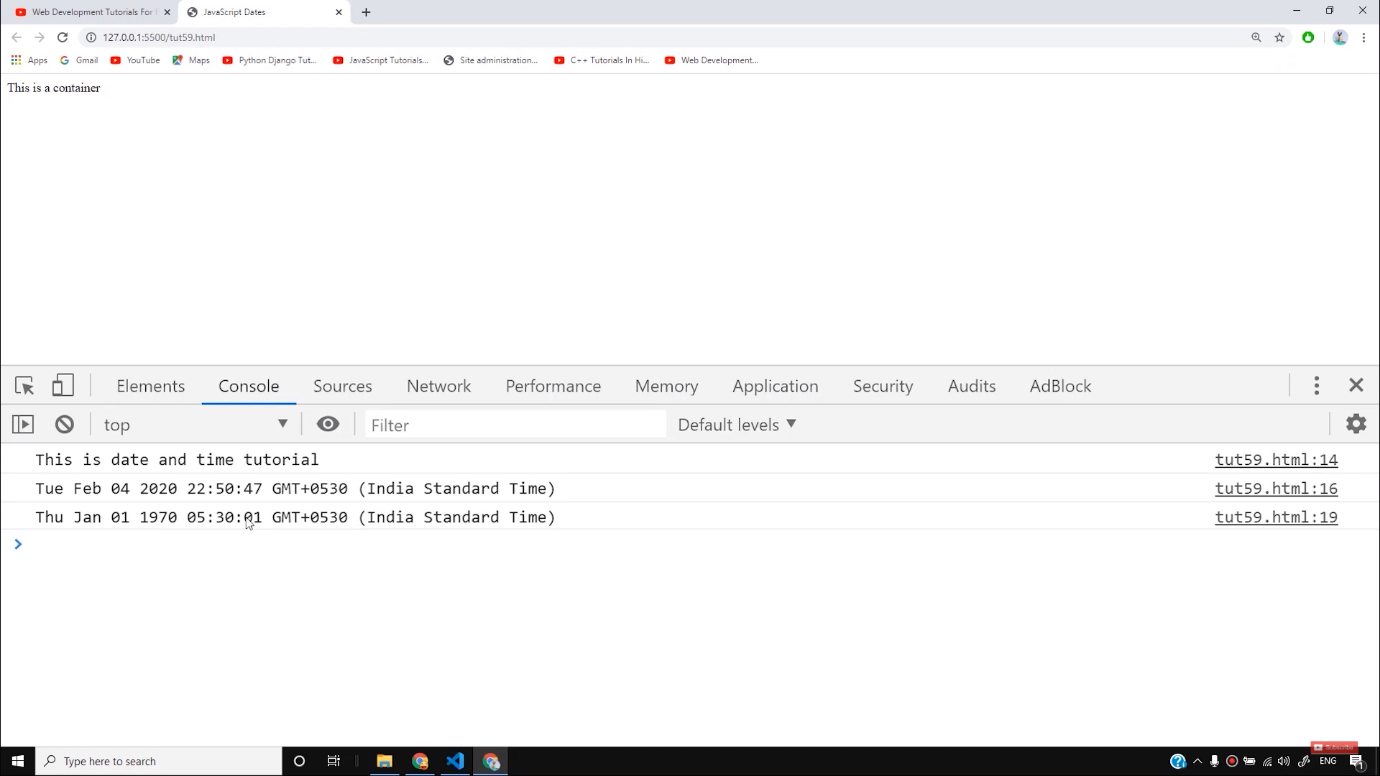 Web Development Tutorials For
JavaScript Dates
127.0.0.1:5500/tut59.html
Apps Gmail YouTube Maps Python Django Tut... JavaScript Tutorials... Site administration... C++ Tutorials In Hi... Web Development...
This is a container
Elements Console Sources Network Performance Memory Application Security Audits AdBlock
top Filter Default levels
This is date and time tutorial tut59.html:14
Tue Feb 04 2020 22:50:47 GMT+0530 (India Standard Time) tut59.html:16
Thu Jan 01 1970 05:30:01 GMT+0530 (India Standard Time) tut59.html:19
Subscribe
Type here to search ENG 1